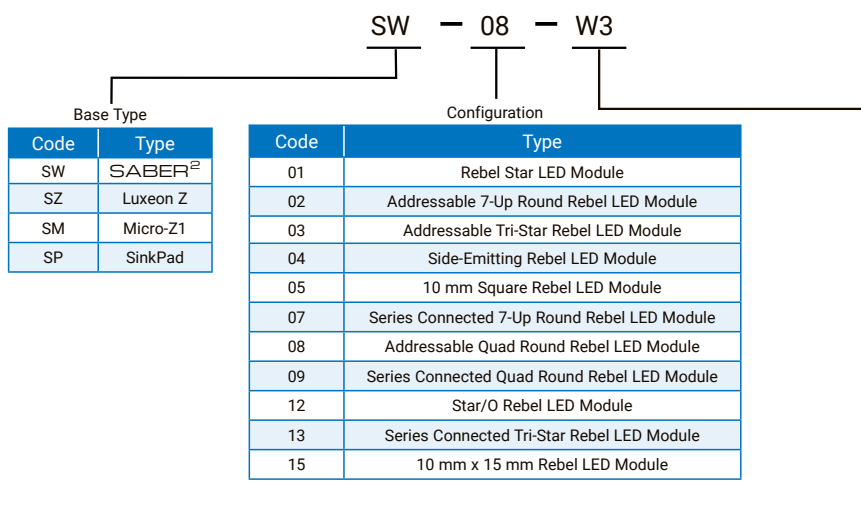 SW – 08 – W3
Base Type
Code Type
SW SABER²
SZ Luxeon Z
SM Micro-Z1
SP SinkPad
Configuration
Code Type
01 Rebel Star LED Module
02 Addressable 7-Up Round Rebel LED Module
03 Addressable Tri-Star Rebel LED Module
04 Side-Emitting Rebel LED Module
05 10 mm Square Rebel LED Module
07 Series Connected 7-Up Round Rebel LED Module
08 Addressable Quad Round Rebel LED Module
09 Series Connected Quad Round Rebel LED Module
12 Star/O Rebel LED Module
13 Series Connected Tri-Star Rebel LED Module
15 10 mm x 15 mm Rebel LED Module